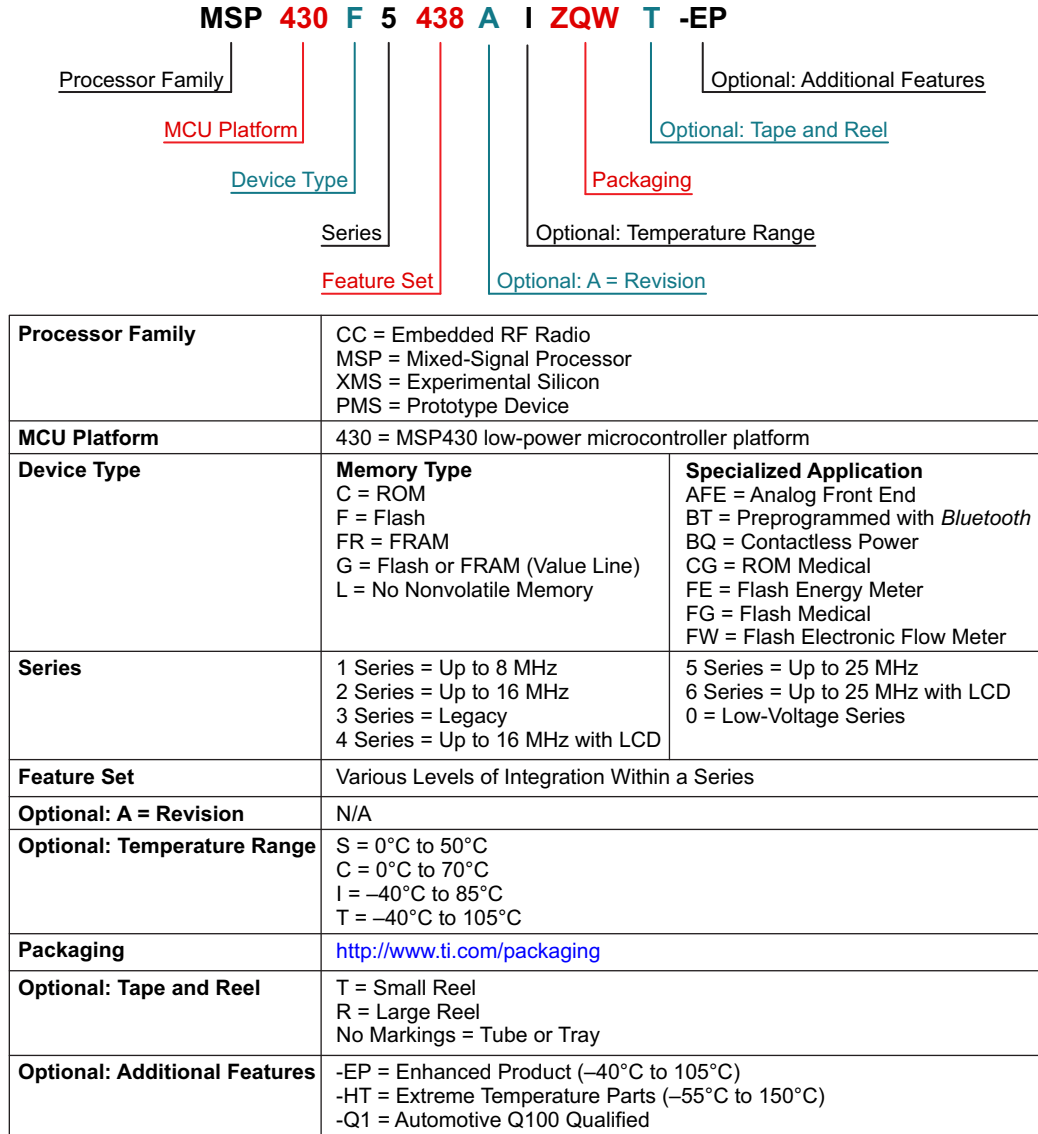 MSP 430 F 5 438 A I ZQW T -EP
Processor Family
Optional: Additional Features
MCU Platform
Optional: Tape and Reel
Device Type
Packaging
Series
Optional: Temperature Range
Feature Set
Optional: A = Revision
Processor Family
CC = Embedded RF Radio
MSP = Mixed-Signal Processor
XMS = Experimental Silicon
PMS = Prototype Device
MCU Platform
430 = MSP430 low-power microcontroller platform
Device Type
Memory Type
C = ROM
F = Flash
FR = FRAM
G = Flash or FRAM (Value Line)
L = No Nonvolatile Memory
Specialized Application
AFE = Analog Front End
BT = Preprogrammed with Bluetooth
BQ = Contactless Power
CG = ROM Medical
FE = Flash Energy Meter
FG = Flash Medical
FW = Flash Electronic Flow Meter
Series
1 Series = Up to 8 MHz
2 Series = Up to 16 MHz
3 Series = Legacy
4 Series = Up to 16 MHz with LCD
5 Series = Up to 25 MHz
6 Series = Up to 25 MHz with LCD
0 = Low-Voltage Series
Feature Set
Various Levels of Integration Within a Series
Optional: A = Revision
N/A
Optional: Temperature Range
S = 0°C to 50°C
C = 0°C to 70°C
I = –40°C to 85°C
T = –40°C to 105°C
Packaging
http://www.ti.com/packaging
Optional: Tape and Reel
T = Small Reel
R = Large Reel
No Markings = Tube or Tray
Optional: Additional Features
-EP = Enhanced Product (–40°C to 105°C)
-HT = Extreme Temperature Parts (–55°C to 150°C)
-Q1 = Automotive Q100 Qualified